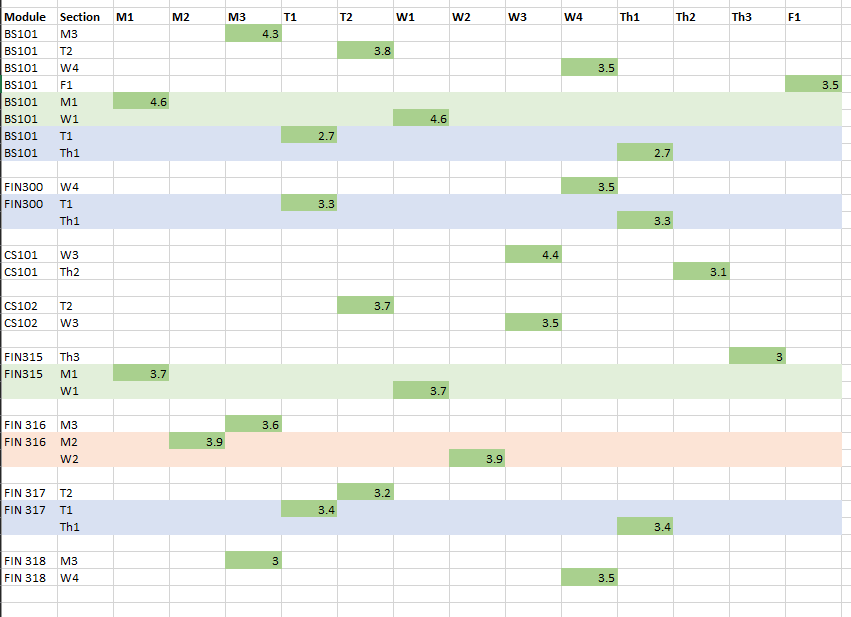 Module Section M1 M2 M3 T1 T2 W1 W2 W3 W4 Th1 Th2 Th3 F1
BS101 M3 4.3
BS101 T2 3.8
BS101 W4 3.5
BS101 F1 3.5
BS101 M1 4.6
BS101 W1 4.6
BS101 T1 2.7
BS101 Th1 2.7
FIN300 W4 3.5
FIN300 T1 3.3
Th1 3.3
CS101 W3 4.4
CS101 Th2 3.1
CS102 T2 3.7
CS102 W3 3.5
FIN315 Th3 3
FIN315 M1 3.7
W1 3.7
FIN 316 M3 3.6
FIN 316 M2 3.9
W2 3.9
FIN 317 T2 3.2
FIN 317 T1 3.4
Th1 3.4
FIN 318 M3 3
FIN 318 W4 3.5